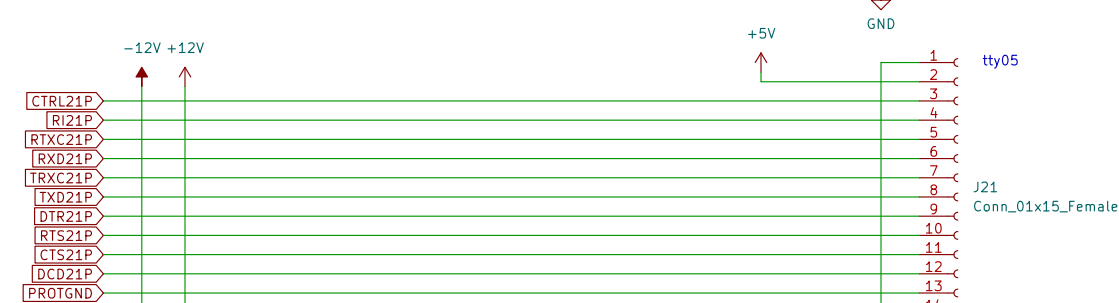 GND
+5V
-12V +12V
1 tty05
2
CTRL21P 3
RI21P 4
RTXC21P 5
RXD21P 6
TRXC21P 7
TXD21P 8
J21
DTR21P 9
Conn_01x15_Female
RTS21P 10
CTS21P 11
DCD21P 12
PROTGND 13